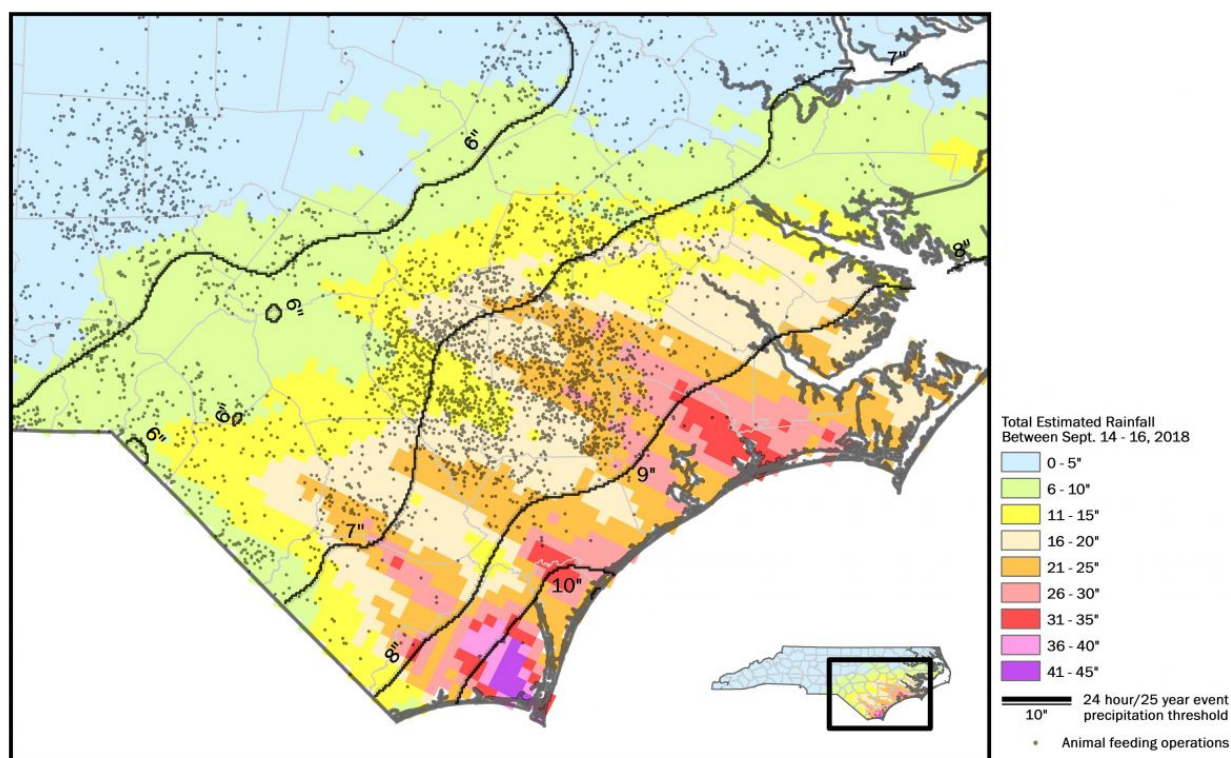 7"
6"
8"
6"
6"
6"
9"
7"
10"
8"
Total Estimated Rainfall
Between Sept. 14 - 16, 2018
0 - 5"
6 - 10"
11 - 15"
16 - 20"
21 - 25"
26 - 30"
31 - 35"
36 - 40"
41 - 45"
24 hour/25 year event
10" precipitation threshold
Animal feeding operations